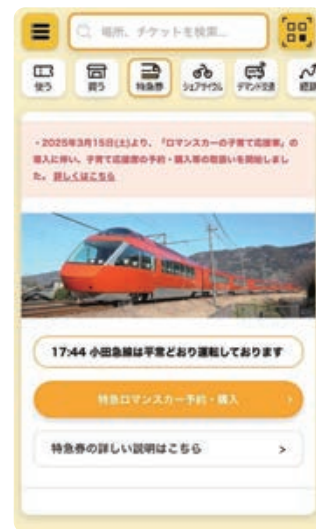 場所、チケットを検索...
使う 買う 特急券 シェアサイクル デマンド交通 経路
・2025年3月15日(土)より、「ロマンスカーの子育て応援車」の
導入に伴い、子育て応援席の予約・購入等の取扱いを開始しまし
た。 詳しくはこちら
17:44 小田急線は平常どおり運転しております
特急ロマンスカー予約・購入 >
特急券の詳しい説明はこちら >